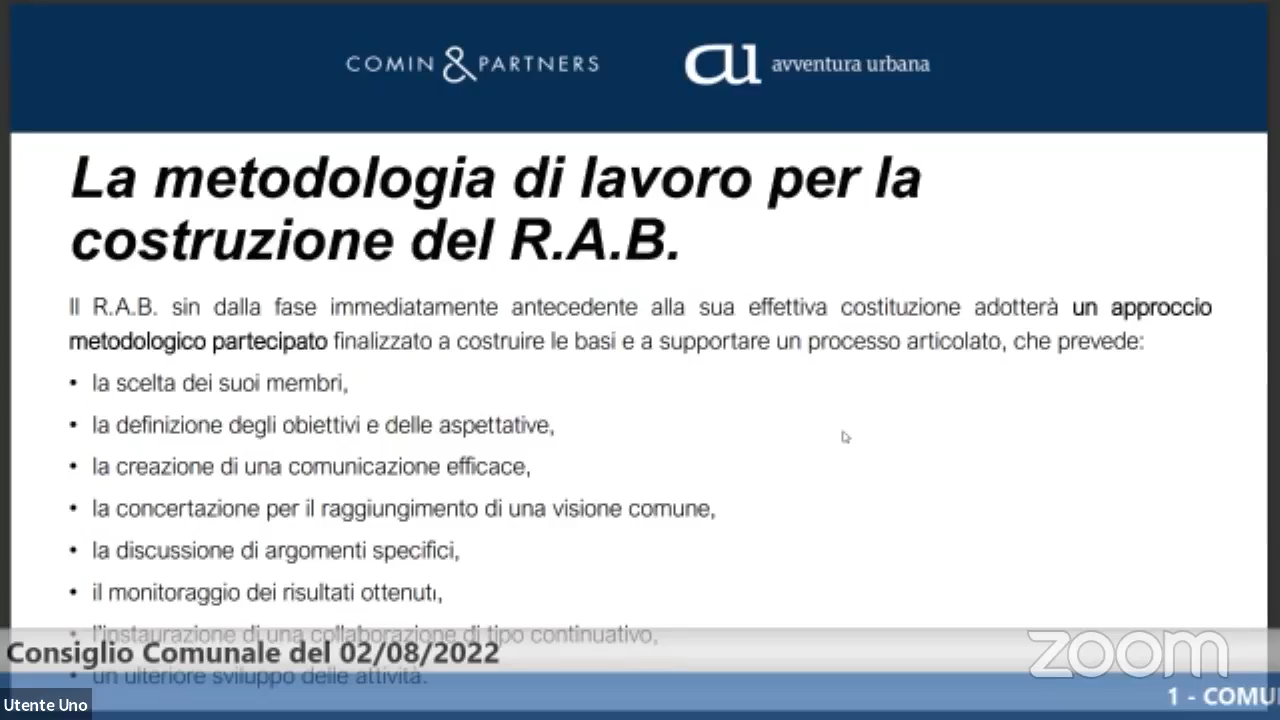 COMIN & PARTNERS
au avventura urbana
La metodologia di lavoro per la
costruzione del R.A.B.
Il R.A.B. sin dalla fase immediatamente antecedente alla sua effettiva costituzione adotterà un approccio
metodologico partecipato finalizzato a costruire le basi e a supportare un processo articolato, che prevede:
• la scelta dei suoi membri,
• la definizione degli obiettivi e delle aspettative,
• la creazione di una comunicazione efficace,
• la concertazione per il raggiungimento di una visione comune,
• la discussione di argomenti specifici,
• il monitoraggio dei risultati ottenuti,
• l'instaurazione di una collaborazione di tipo continuativo,
Consiglio Comunale del 02/08/2022
zoom
• un ulteriore sviluppo delle attività.
Utente Uno
1 - COMU